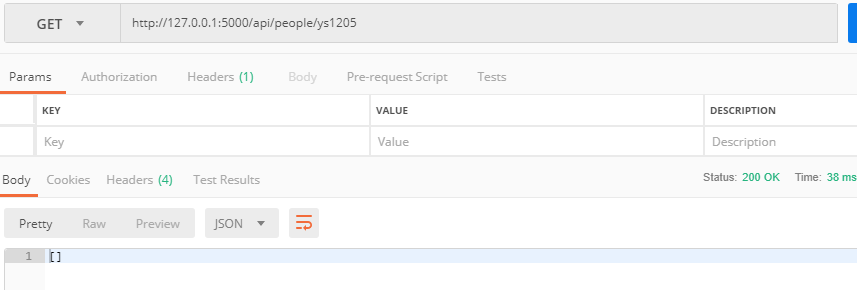 GET http://127.0.0.1:5000/api/people/ys1205
Params Authorization Headers (1) Body Pre-request Script Tests
KEY VALUE DESCRIPTION
Key Value Description
Body Cookies Headers (4) Test Results Status: 200 OK Time: 38 ms
Pretty Raw Preview JSON
1 []